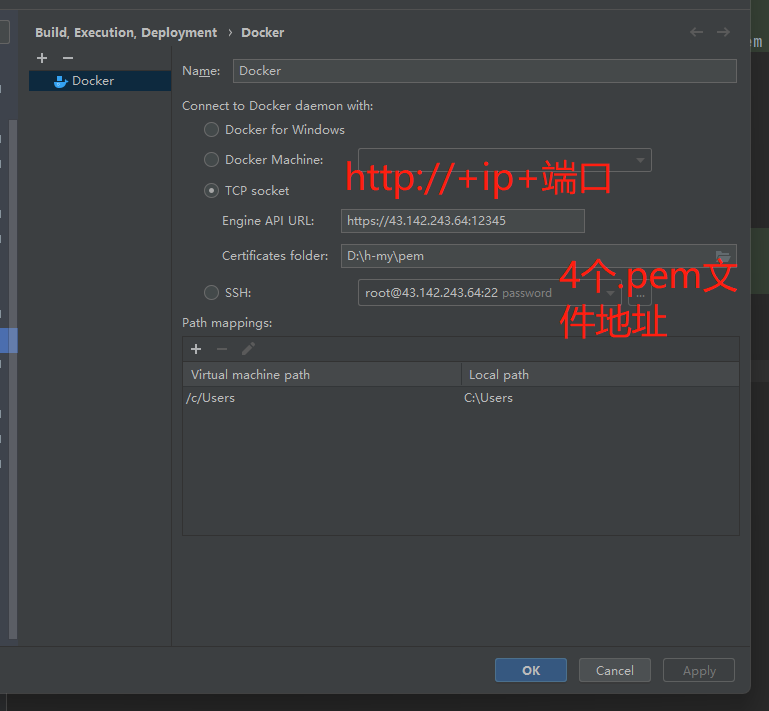 Build, Execution, Deployment › Docker
em
Docker
Name: Docker
Connect to Docker daemon with:
Docker for Windows
Docker Machine:
http://+ip+端口
TCP socket
Engine API URL: https://43.142.243.64:12345
Certificates folder: D:\h-my\pem
4个.pem文
件地址
SSH: root@43.142.243.64:22 password ...
Path mappings:
Virtual machine path Local path
/c/Users C:\Users
OK Cancel Apply